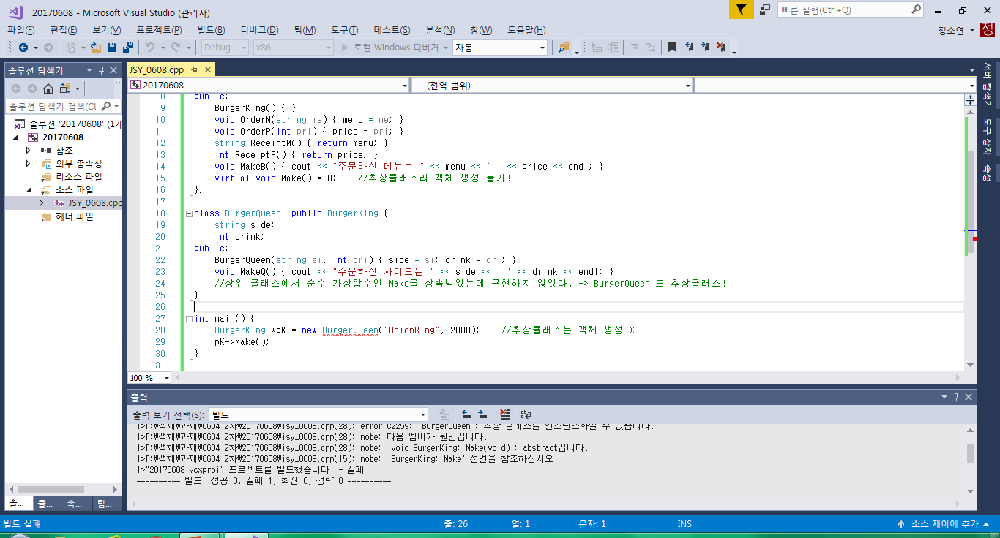 20170608 - Microsoft Visual Studio (관리자)
빠른 실행(Ctrl+Q)
파일(F) 편집(E) 보기(V) 프로젝트(P) 빌드(B) 디버그(D) 팀(M) 도구(T) 테스트(S) 분석(N) 창(W) 도움말(H)
정소연 정
Debug x86 로컬 Windows 디버거 자동
솔루션 탐색기
솔루션 탐색기 검색(Ct
솔루션 '20170608' (1개
20170608
참조
외부 종속성
리소스 파일
소스 파일
JSY_0608.cpp
헤더 파일
솔... 클... 속... 팀...
JSY_0608.cpp
20170608 (전역 범위)
8 public:
9 BurgerKing() { }
10 void OrderM(string me) { menu = me; }
11 void OrderP(int pri) { price = pri; }
12 string ReceiptM() { return menu; }
13 int ReceiptP() { return price; }
14 void MakeB() { cout << "주문하신 메뉴는 " << menu << ' ' << price << endl; }
15 virtual void Make() = 0; //추상클래스라 객체 생성 불가!
16 };
17
18 class BurgerQueen :public BurgerKing {
19 string side;
20 int drink;
21 public:
22 BurgerQueen(string si, int dri) { side = si; drink = dri; }
23 void MakeQ() { cout << "주문하신 사이드는 " << side << ' ' << drink << endl; }
24 //상위 클래스에서 순수 가상함수인 Make를 상속받았는데 구현하지 않았다. -> BurgerQueen 도 추상클래스!
25 };
26
27 int main() {
28 BurgerKing *pK = new BurgerQueen("OnionRing", 2000); //추상클래스는 객체 생성 X
29 pK->Make();
30 }
31
100 %
서버 탐색기
도구 상자
속성
출력
출력 보기 선택(S): 빌드
1>f:₩객체₩과제₩0604 2차₩20170608₩jsy_0608.cpp(28): error C2259: 'BurgerQueen': 추상 클래스를 인스턴스화할 수 없습니다.
1>f:₩객체₩과제₩0604 2차₩20170608₩jsy_0608.cpp(28): note: 다음 멤버가 원인입니다.
1>f:₩객체₩과제₩0604 2차₩20170608₩jsy_0608.cpp(28): note: 'void BurgerKing::Make(void)': abstract입니다.
1>f:₩객체₩과제₩0604 2차₩20170608₩jsy_0608.cpp(15): note: 'BurgerKing::Make' 선언을 참조하십시오.
1>"20170608.vcxproj" 프로젝트를 빌드했습니다. - 실패
========== 빌드: 성공 0, 실패 1, 최신 0, 생략 0 ==========
빌드 실패 줄: 26 열: 1 문자: 1 INS 소스 제어에 추가